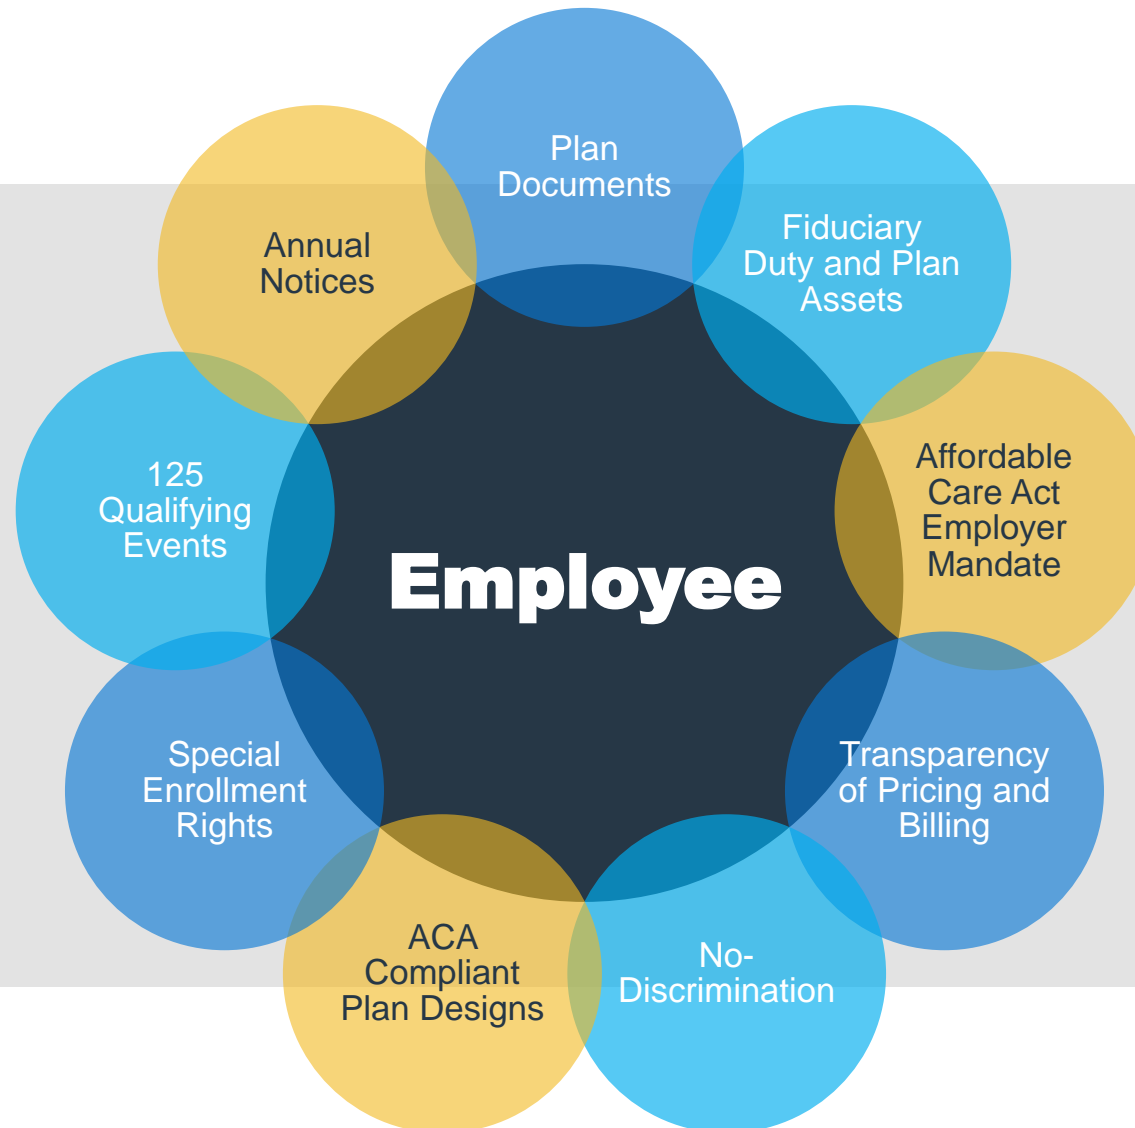 Plan
Documents
Fiduciary
Duty and Plan
Assets
Affordable
Care Act
Employer
Mandate
Transparency
of Pricing and
Billing
No-
Discrimination
ACA
Compliant
Plan Designs
Special
Enrollment
Rights
125
Qualifying
Events
Annual
Notices
Employee